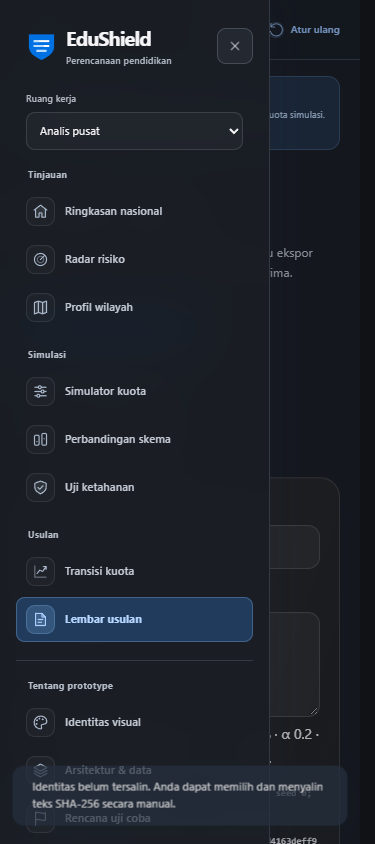 EduShield
Perencanaan pendidikan
Atur ulang
Ruang kerja
Analis pusat
uota simulasi.
Tinjauan
Ringkasan nasional
Radar risiko
u ekspor
ima.
Profil wilayah
Simulasi
Simulator kuota
Perbandingan skema
Uji ketahanan
Usulan
Transisi kuota
Lembar usulan
Tentang prototype
Identitas visual
· α 0.2 ·
Arsitektur & data
Identitas belum tersalin. Anda dapat memilih dan menyalin
teks SHA-256 secara manual.
seed
Rencana uji coba
4163deff9